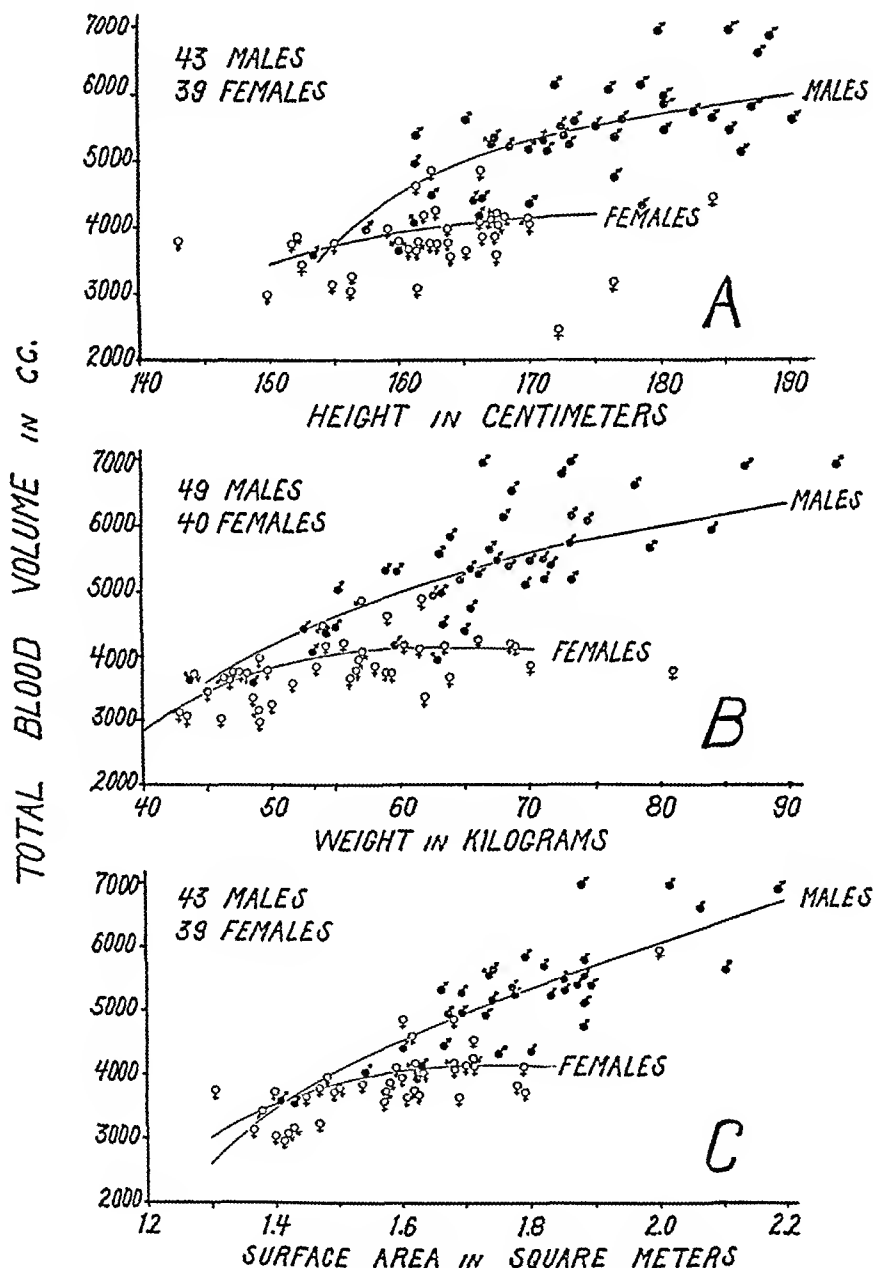 TOTAL BLOOD VOLUME IN CC.
7000
6000
5000
4000
3000
2000
43 MALES
39 FEMALES
MALES
FEMALES
A
140 150 160 170 180 190
HEIGHT IN CENTIMETERS
7000
6000
5000
4000
3000
2000
49 MALES
40 FEMALES
MALES
FEMALES
B
40 50 60 70 80 90
WEIGHT IN KILOGRAMS
7000
6000
5000
4000
3000
2000
43 MALES
39 FEMALES
MALES
FEMALES
C
1.2 1.4 1.6 1.8 2.0 2.2
SURFACE AREA IN SQUARE METERS